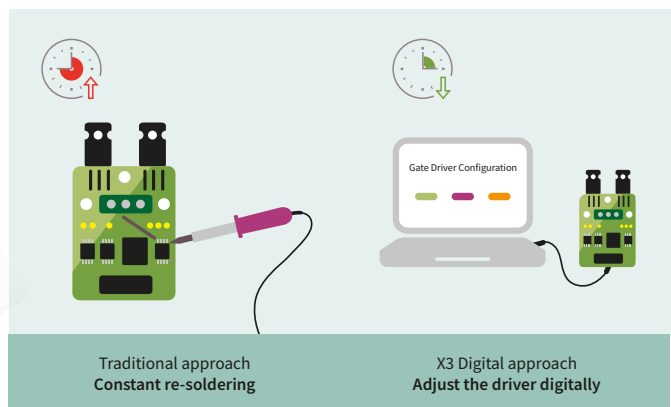 Gate Driver Configuration
Traditional approach
Constant re-soldering
X3 Digital approach
Adjust the driver digitally